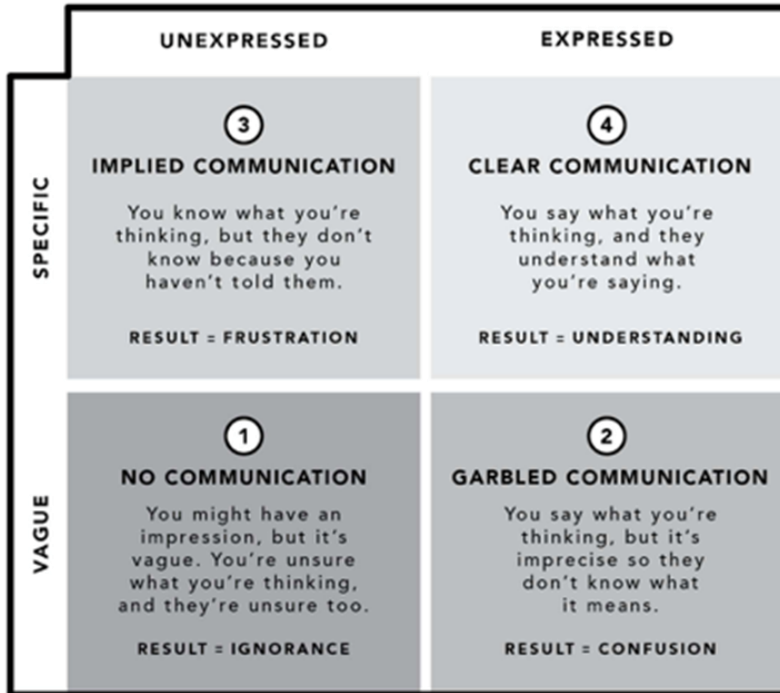 UNEXPRESSED
EXPRESSED
SPECIFIC
3
IMPLIED COMMUNICATION
You know what you're
thinking, but they don't
know because you
haven't told them.
RESULT = FRUSTRATION
4
CLEAR COMMUNICATION
You say what you're
thinking, and they
understand what
you're saying.
RESULT = UNDERSTANDING
VAGUE
1
NO COMMUNICATION
You might have an
impression, but it's
vague. You're unsure
what you're thinking,
and they're unsure too.
RESULT = IGNORANCE
2
GARBLED COMMUNICATION
You say what you're
thinking, but it's
imprecise so they
don't know what
it means.
RESULT = CONFUSION